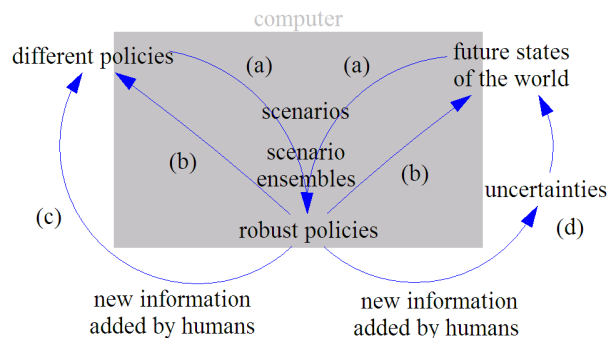 computer
different policies
(a)
(a)
future states
of the world
scenarios
scenario
ensembles
(b)
(b)
uncertainties
(c)
(d)
robust policies
new information
added by humans
new information
added by humans